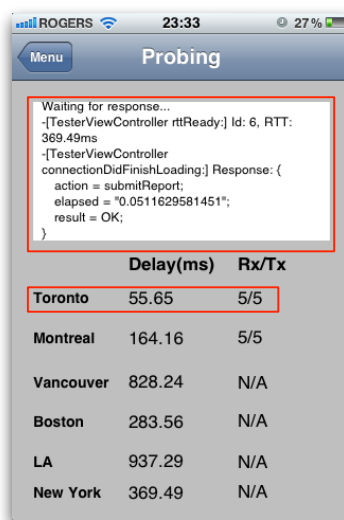 ROGERS 23:33 27%
Menu Probing
Waiting for response...
-[TesterViewController rttReady:] Id: 6, RTT:
369.49ms
-[TesterViewController
connectionDidFinishLoading:] Response: {
action = submitReport;
elapsed = "0.0511629581451";
result = OK;
}
Delay(ms) Rx/Tx
Toronto 55.65 5/5
Montreal 164.16 5/5
Vancouver 828.24 N/A
Boston 283.56 N/A
LA 937.29 N/A
New York 369.49 N/A